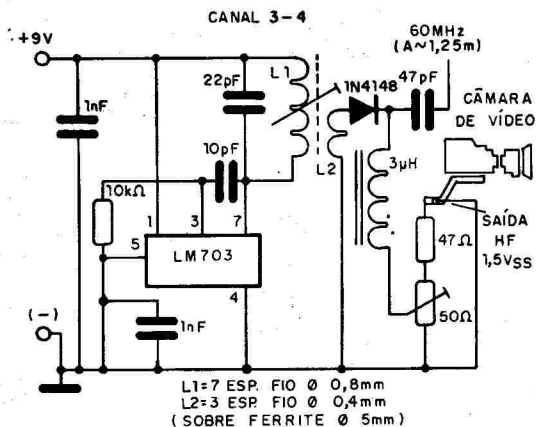 CANAL 3-4
+9V
1nF
22pF
L1
1N4148
60MHz
(A~1,25m)
47pF
CÂMARA
DE VÍDEO
10pF
L2
3µH
10kΩ
SAÍDA
HF
1,5VSS
47Ω
50Ω
1
3
7
5
LM703
4
(-)
1nF
L1=7 ESP. FIO Ø 0,8mm
L2=3 ESP. FIO Ø 0,4mm
(SOBRE FERRITE Ø 5mm)